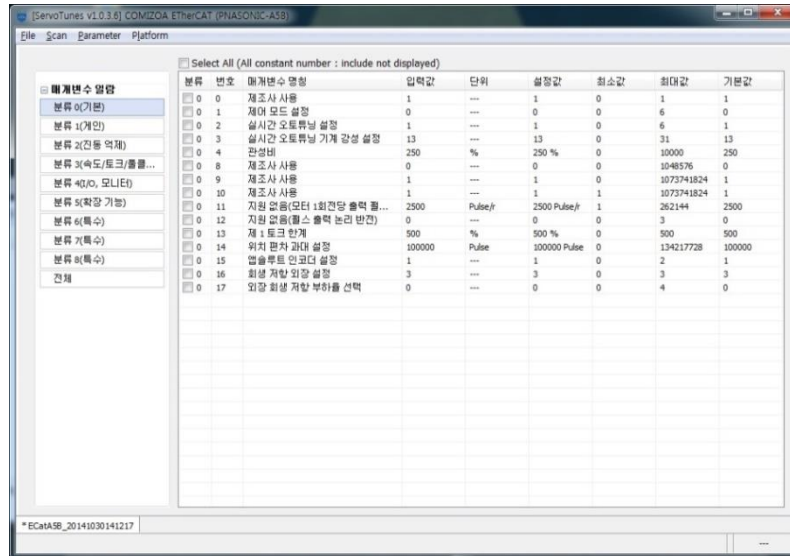 [ServoTunes v1.0.3.6] COMIZOA ETherCAT (PNASONIC-A5B)
File Scan Parameter Platform
Select All (All constant number : include not displayed)
매개변수 열람
분류 0(기본)
분류 1(게인)
분류 2(진동 억제)
분류 3(속도/토크/풀클...
분류 4(I/O, 모니터)
분류 5(확장 기능)
분류 6(특수)
분류 7(특수)
분류 8(특수)
전체
분류 번호 매개변수 명칭 입력값 단위 설정값 최소값 최대값 기본값
0 0 제조사 사용 1 --- 1 0 1 1
0 1 제어 모드 설정 0 --- 0 0 6 0
0 2 실시간 오토튜닝 설정 1 --- 1 0 6 1
0 3 실시간 오토튜닝 기계 강성 설정 13 --- 13 0 31 13
0 4 관성비 250 % 250 % 0 10000 250
0 8 제조사 사용 0 --- 0 0 1048576 0
0 9 제조사 사용 1 --- 1 0 1073741824 1
0 10 제조사 사용 1 --- 1 1 1073741824 1
0 11 지원 없음(모터 1회전당 출력 펄... 2500 Pulse/r 2500 Pulse/r 1 262144 2500
0 12 지원 없음(펄스 출력 논리 반전) 0 --- 0 0 3 0
0 13 제 1 토크 한계 500 % 500 % 0 500 500
0 14 위치 편차 과대 설정 100000 Pulse 100000 Pulse 0 134217728 100000
0 15 앱솔루트 인코더 설정 1 --- 1 0 2 1
0 16 회생 저항 외장 설정 3 --- 3 0 3 3
0 17 외장 회생 저항 부하율 선택 0 --- 0 0 4 0
*ECatA5B_20141030141217
---